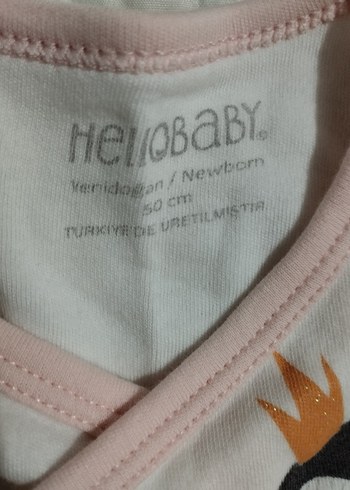 HelloBaby
Yenidoğan / Newborn
50 cm
TÜRKİYE'DE ÜRETİLMİŞTİR